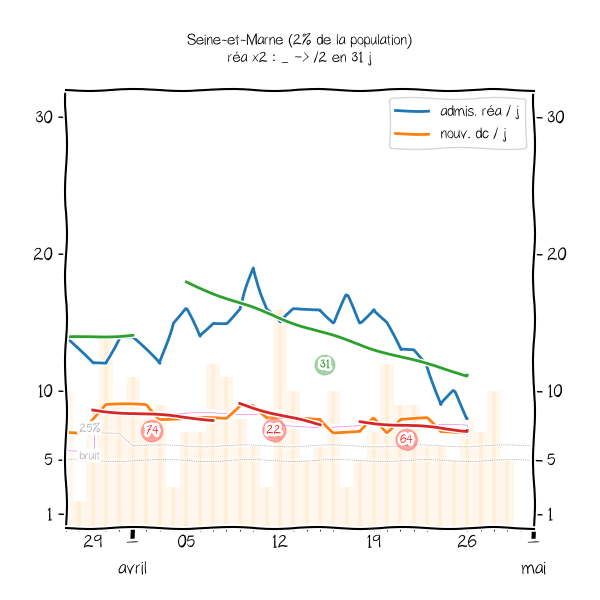 Seine-et-Marne (2% de la population)
réa x2 : _ -> /2 en 31 j
admis. réa / j
nouv. dc / j
30
30
20
20
31
10
10
25%
74
22
64
5
bruit
5
1
1
29
05
12
19
26
avril
mai